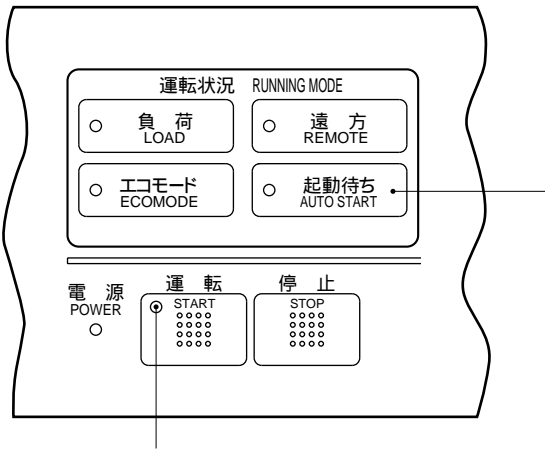 運転状況 RUNNING MODE
負荷
LOAD
遠方
REMOTE
エコモード
ECOMODE
起動待ち
AUTO START
電源
POWER
運転
START
停止
STOP